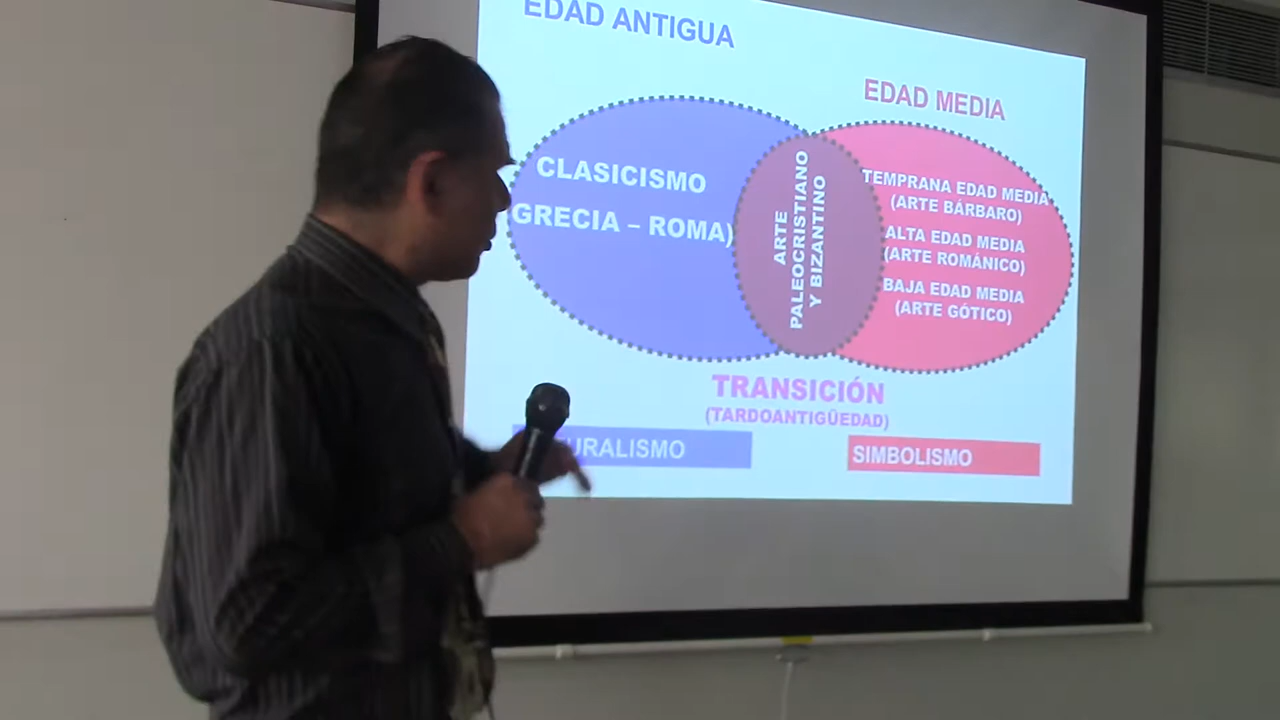 EDAD ANTIGUA
EDAD MEDIA
CLASICISMO
(GRECIA – ROMA)
ARTE
PALEOCRISTIANO
Y BIZANTINO
TEMPRANA EDAD MEDIA
(ARTE BÁRBARO)
ALTA EDAD MEDIA
(ARTE ROMÁNICO)
BAJA EDAD MEDIA
(ARTE GÓTICO)
TRANSICIÓN
(TARDOANTIGÜEDAD)
URALISMO
SIMBOLISMO